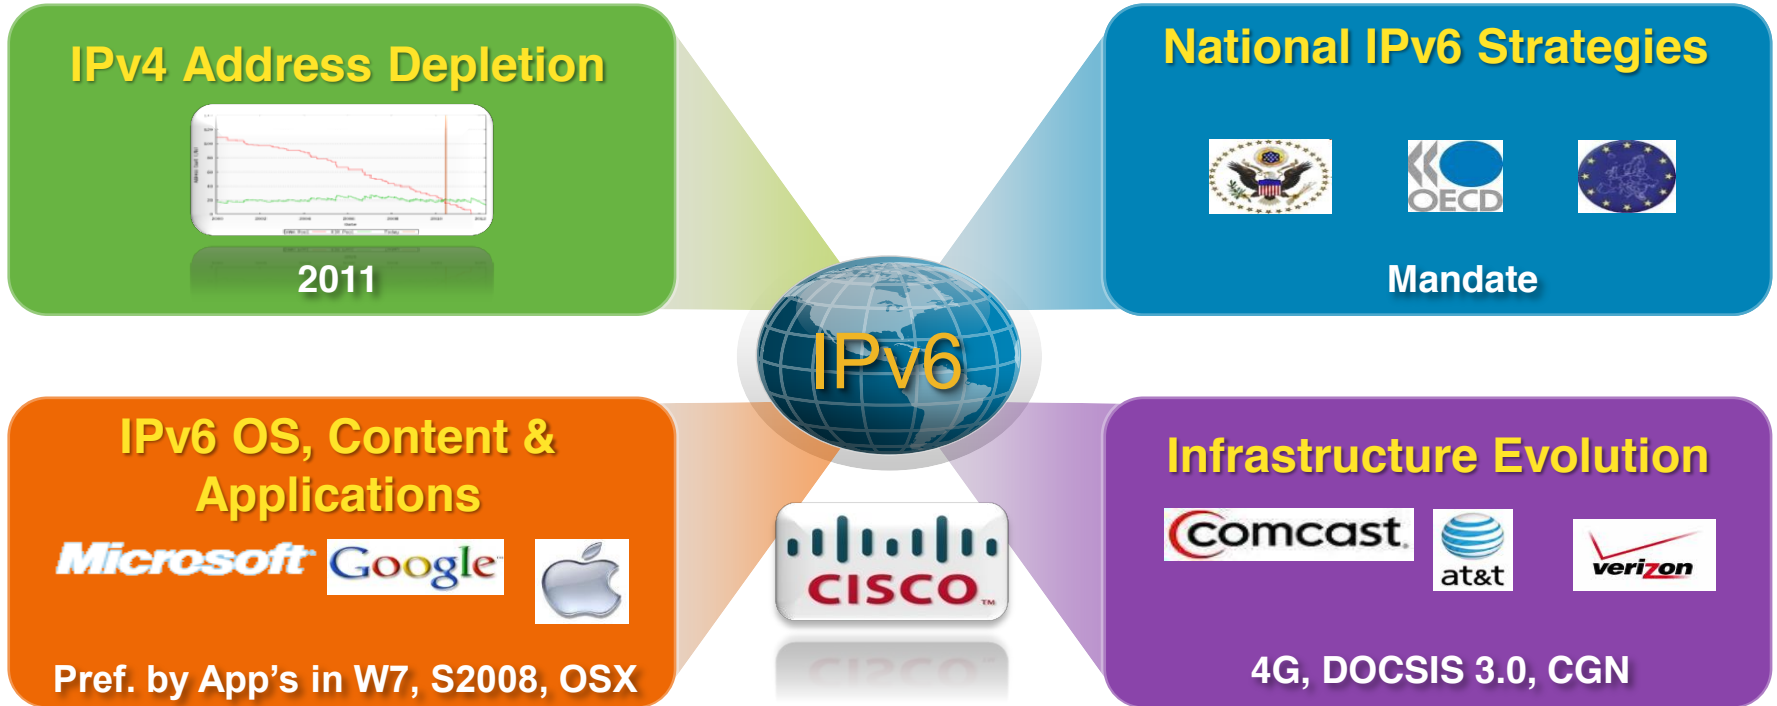 IPv4 Address Depletion
2011
National IPv6 Strategies
OECD
Mandate
IPv6
IPv6 OS, Content &
Applications
Microsoft
Google
Pref. by App's in W7, S2008, OSX
CISCO
TM
Infrastructure Evolution
Comcast.
at&t
verizon
4G, DOCSIS 3.0, CGN